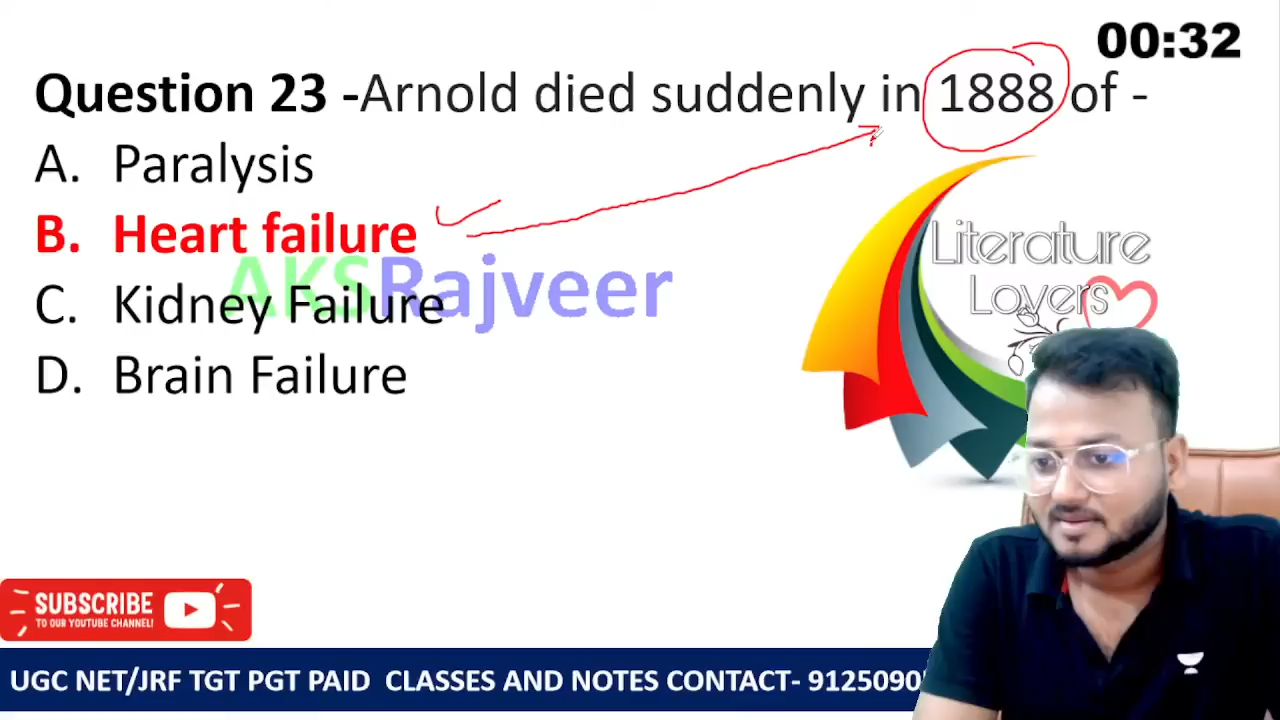 00:32
Question 23 -Arnold died suddenly in 1888 of -
A. Paralysis
B. Heart failure
C. Kidney Failure
D. Brain Failure
AKSRajveer
Literature
Lovers
SUBSCRIBE
TO OUR YOUTUBE CHANNEL!
UGC NET/JRF TGT PGT PAID CLASSES AND NOTES CONTACT- 9125090